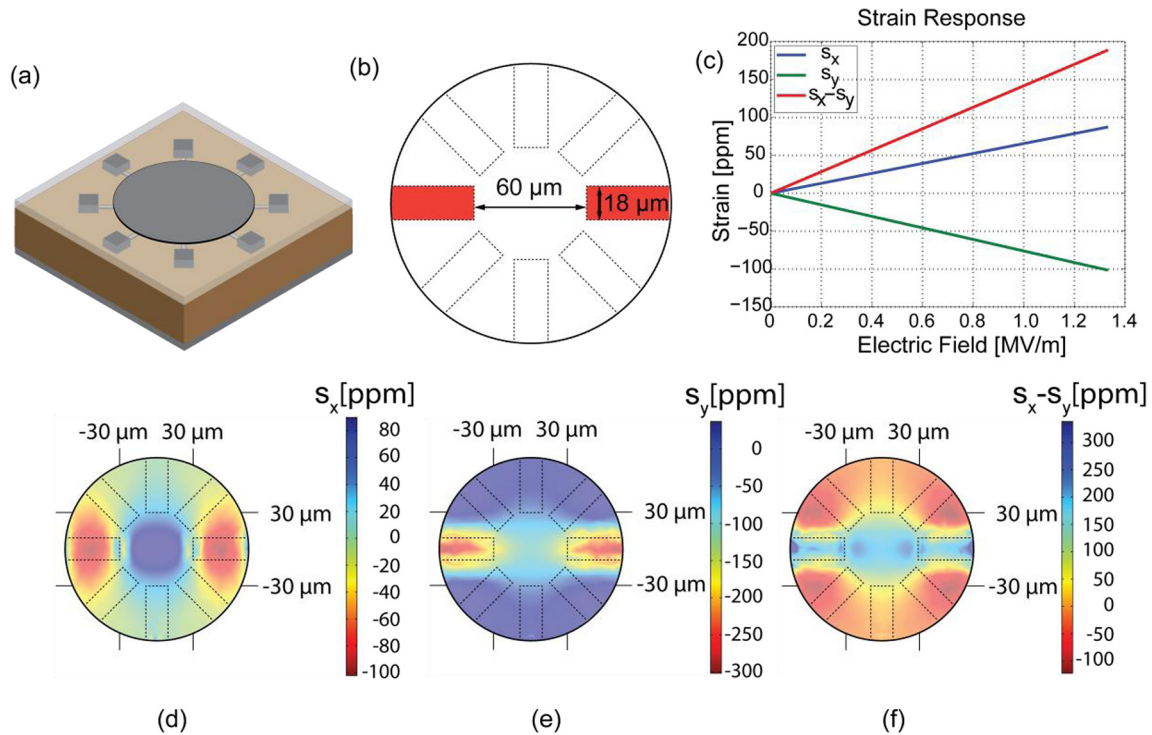 (a)
(b)
60 µm
18 µm
(c)
Strain Response
Strain [ppm]
200
150
100
50
0
−50
−100
−150
sx
sy
sx−sy
0
0.2
0.4
0.6
0.8
1.0
1.2
1.4
Electric Field [MV/m]
sx[ppm]
-30 µm 30 µm
30 µm
-30 µm
80
60
40
20
0
-20
-40
-60
-80
-100
(d)
sy[ppm]
-30 µm 30 µm
30 µm
-30 µm
0
-50
-100
-150
-200
-250
-300
(e)
sx-sy[ppm]
-30 µm 30 µm
30 µm
-30 µm
300
250
200
150
100
50
0
-50
-100
(f)